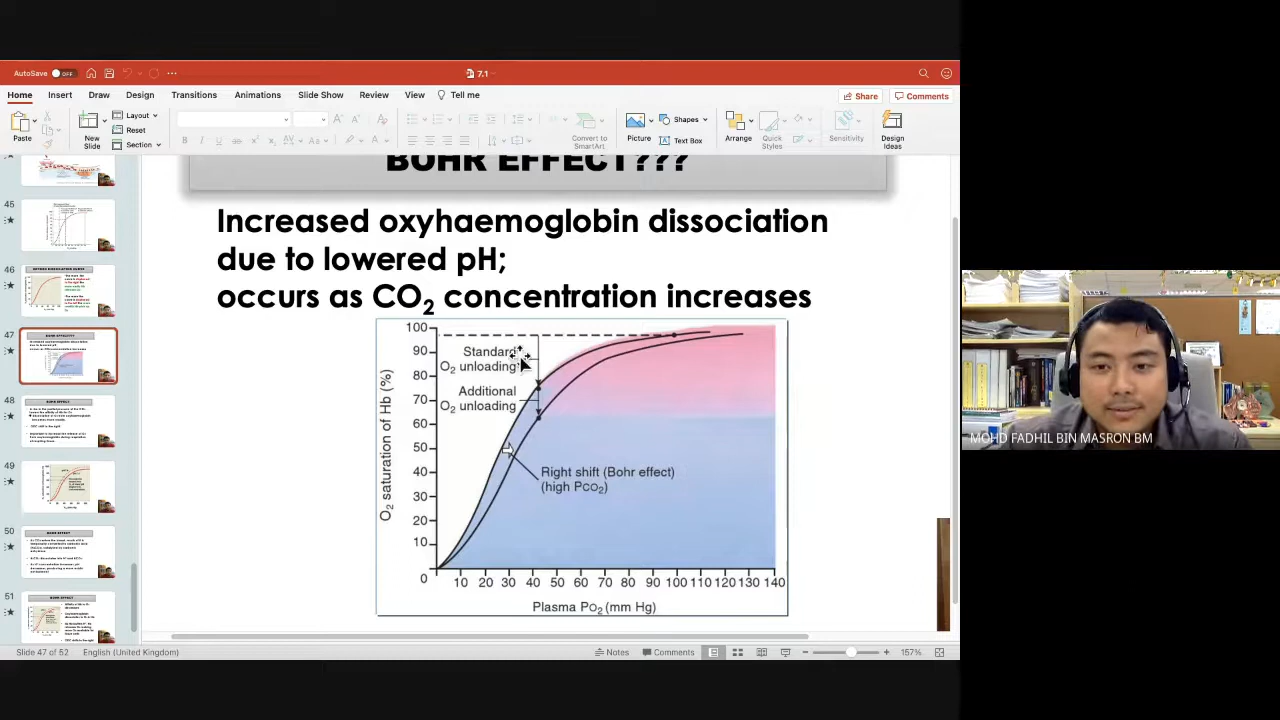 AutoSave OFF
7.1
Home Insert Draw Design Transitions Animations Slide Show Review View Tell me
Share Comments
Paste
New Slide
Layout
Reset
Section
Convert to SmartArt
Picture
Shapes
Text Box
Arrange
Quick Styles
Sensitivity
Design Ideas
45
46
47
48
49
50
51
BOHR EFFECT???
Increased oxyhaemoglobin dissociation
due to lowered pH;
occurs as CO2 concentration increases
O2 saturation of Hb (%)
100
90
80
70
60
50
40
30
20
10
0
Standard
O2 unloading
Additional
O2 unloading
Right shift (Bohr effect)
(high PCO2)
10 20 30 40 50 60 70 80 90 100 110 120 130 140
Plasma PO2 (mm Hg)
MOHD FADHIL BIN MASRON BM
Slide 47 of 52 English (United Kingdom) Notes Comments 157%